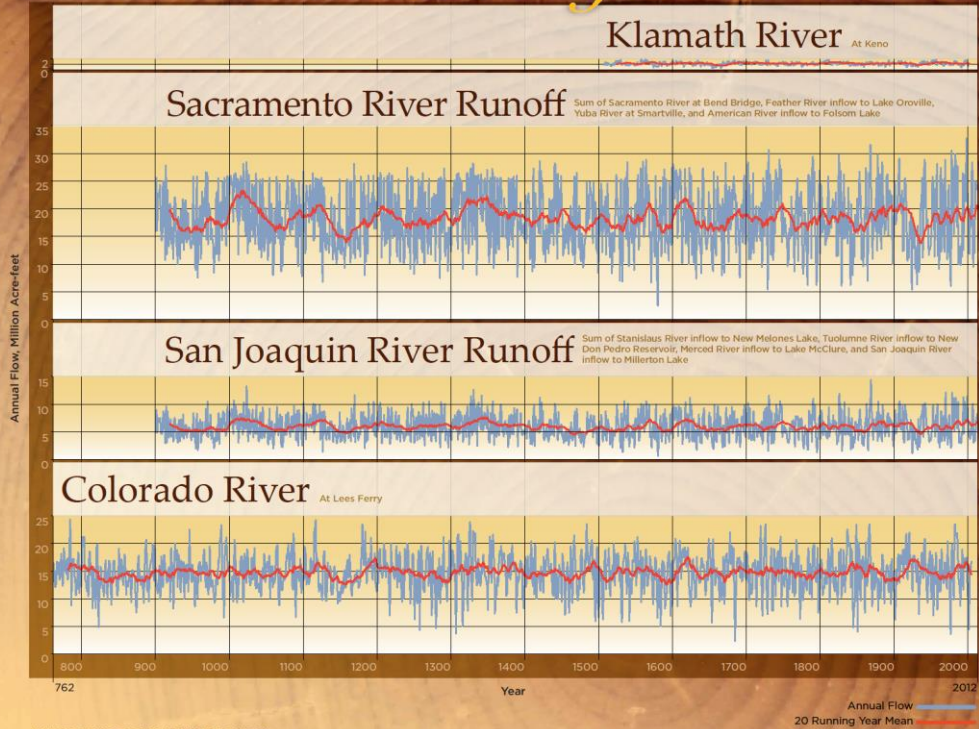 Klamath River At Keno
2
0
Sacramento River Runoff
Sum of Sacramento River at Bend Bridge, Feather River inflow to Lake Oroville,
Yuba River at Smartville, and American River inflow to Folsom Lake
35
30
25
20
15
10
5
0
San Joaquin River Runoff
Sum of Stanislaus River inflow to New Melones Lake, Tuolumne River inflow to New
Don Pedro Reservoir, Merced River inflow to Lake McClure, and San Joaquin River
inflow to Millerton Lake
15
10
5
0
Colorado River At Lees Ferry
25
20
15
10
5
0
Annual Flow, Million Acre-feet
800 900 1000 1100 1200 1300 1400 1500 1600 1700 1800 1900 2000
762 2012
Year
Annual Flow
20 Running Year Mean